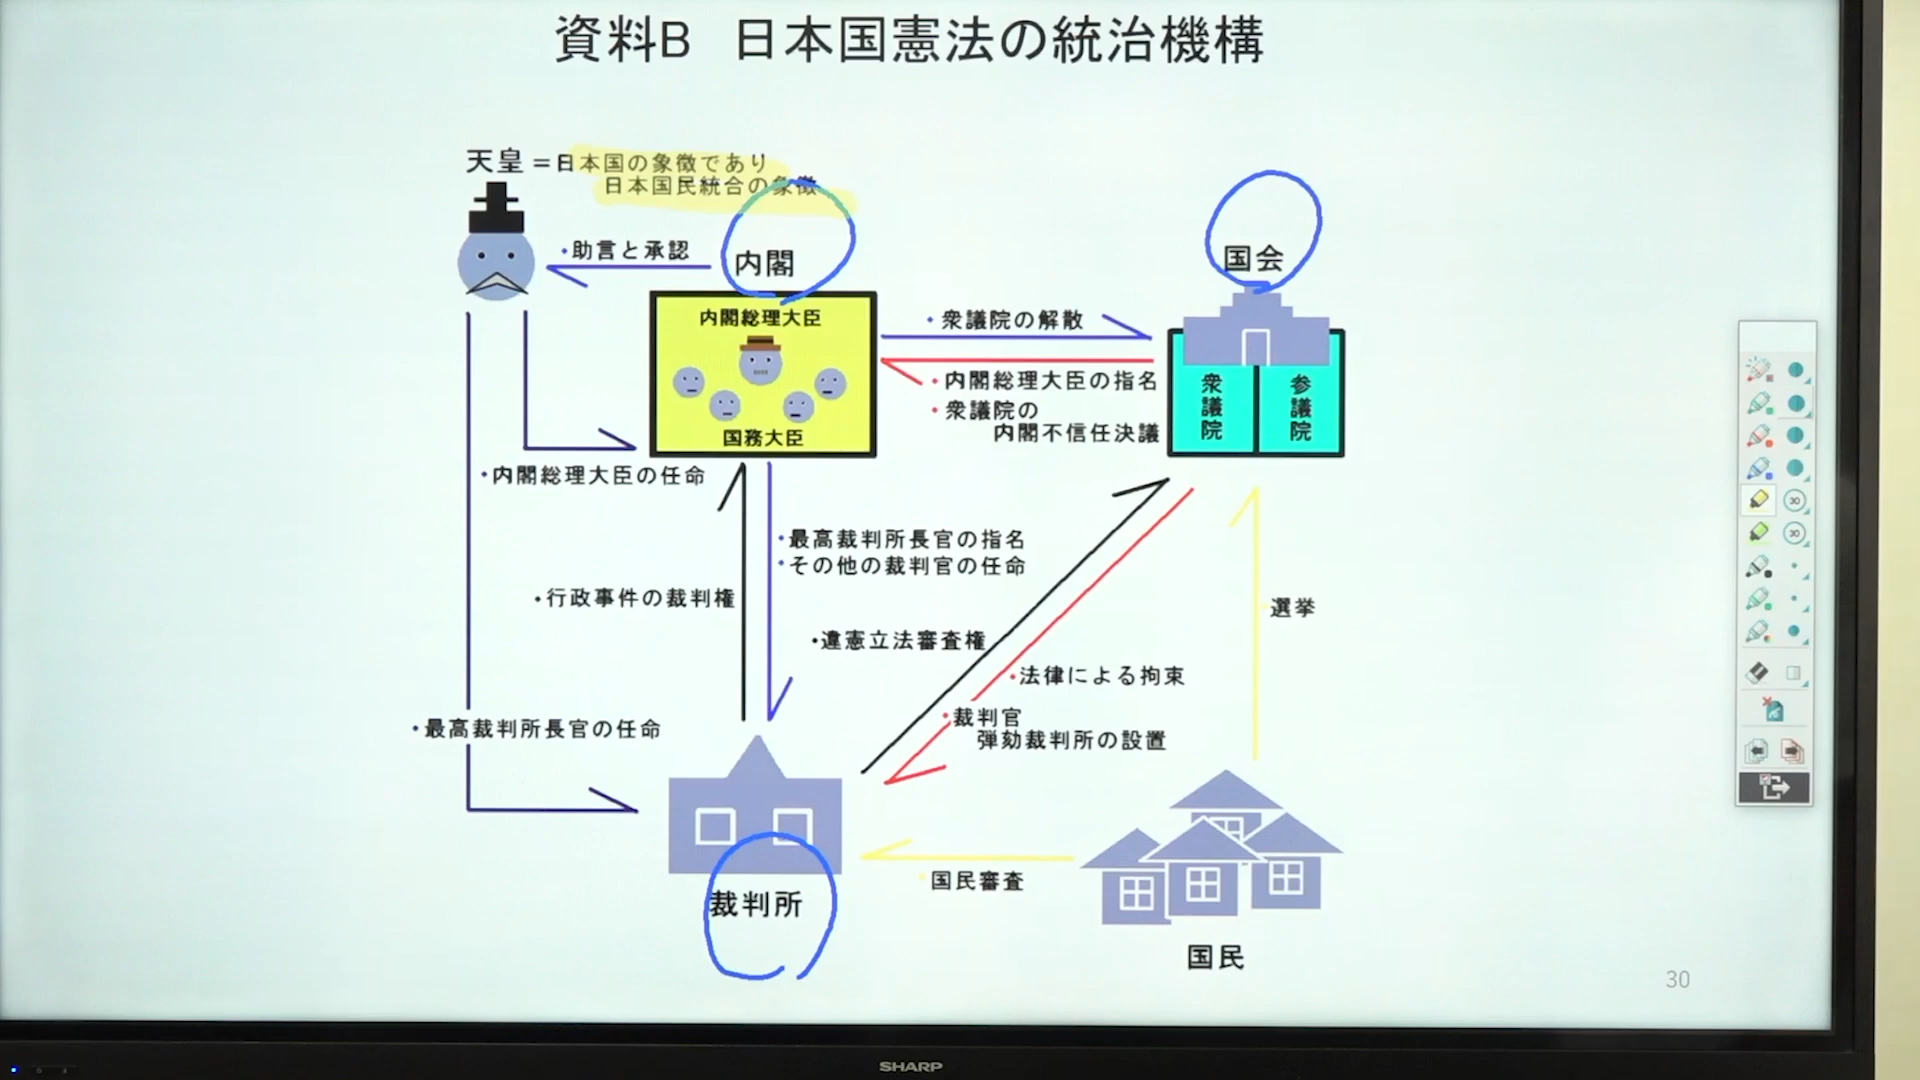 資料B 日本国憲法の統治機構
天皇=日本国の象徴であり
日本国民統合の象徴
・助言と承認
内閣
国会
内閣総理大臣
国務大臣
・衆議院の解散
・内閣総理大臣の指名
・衆議院の
内閣不信任決議
衆議院
参議院
・内閣総理大臣の任命
・最高裁判所長官の指名
・その他の裁判官の任命
・行政事件の裁判権
・違憲立法審査権
選挙
・法律による拘束
・裁判官
弾劾裁判所の設置
・最高裁判所長官の任命
・国民審査
裁判所
国民
30
30
30
SHARP